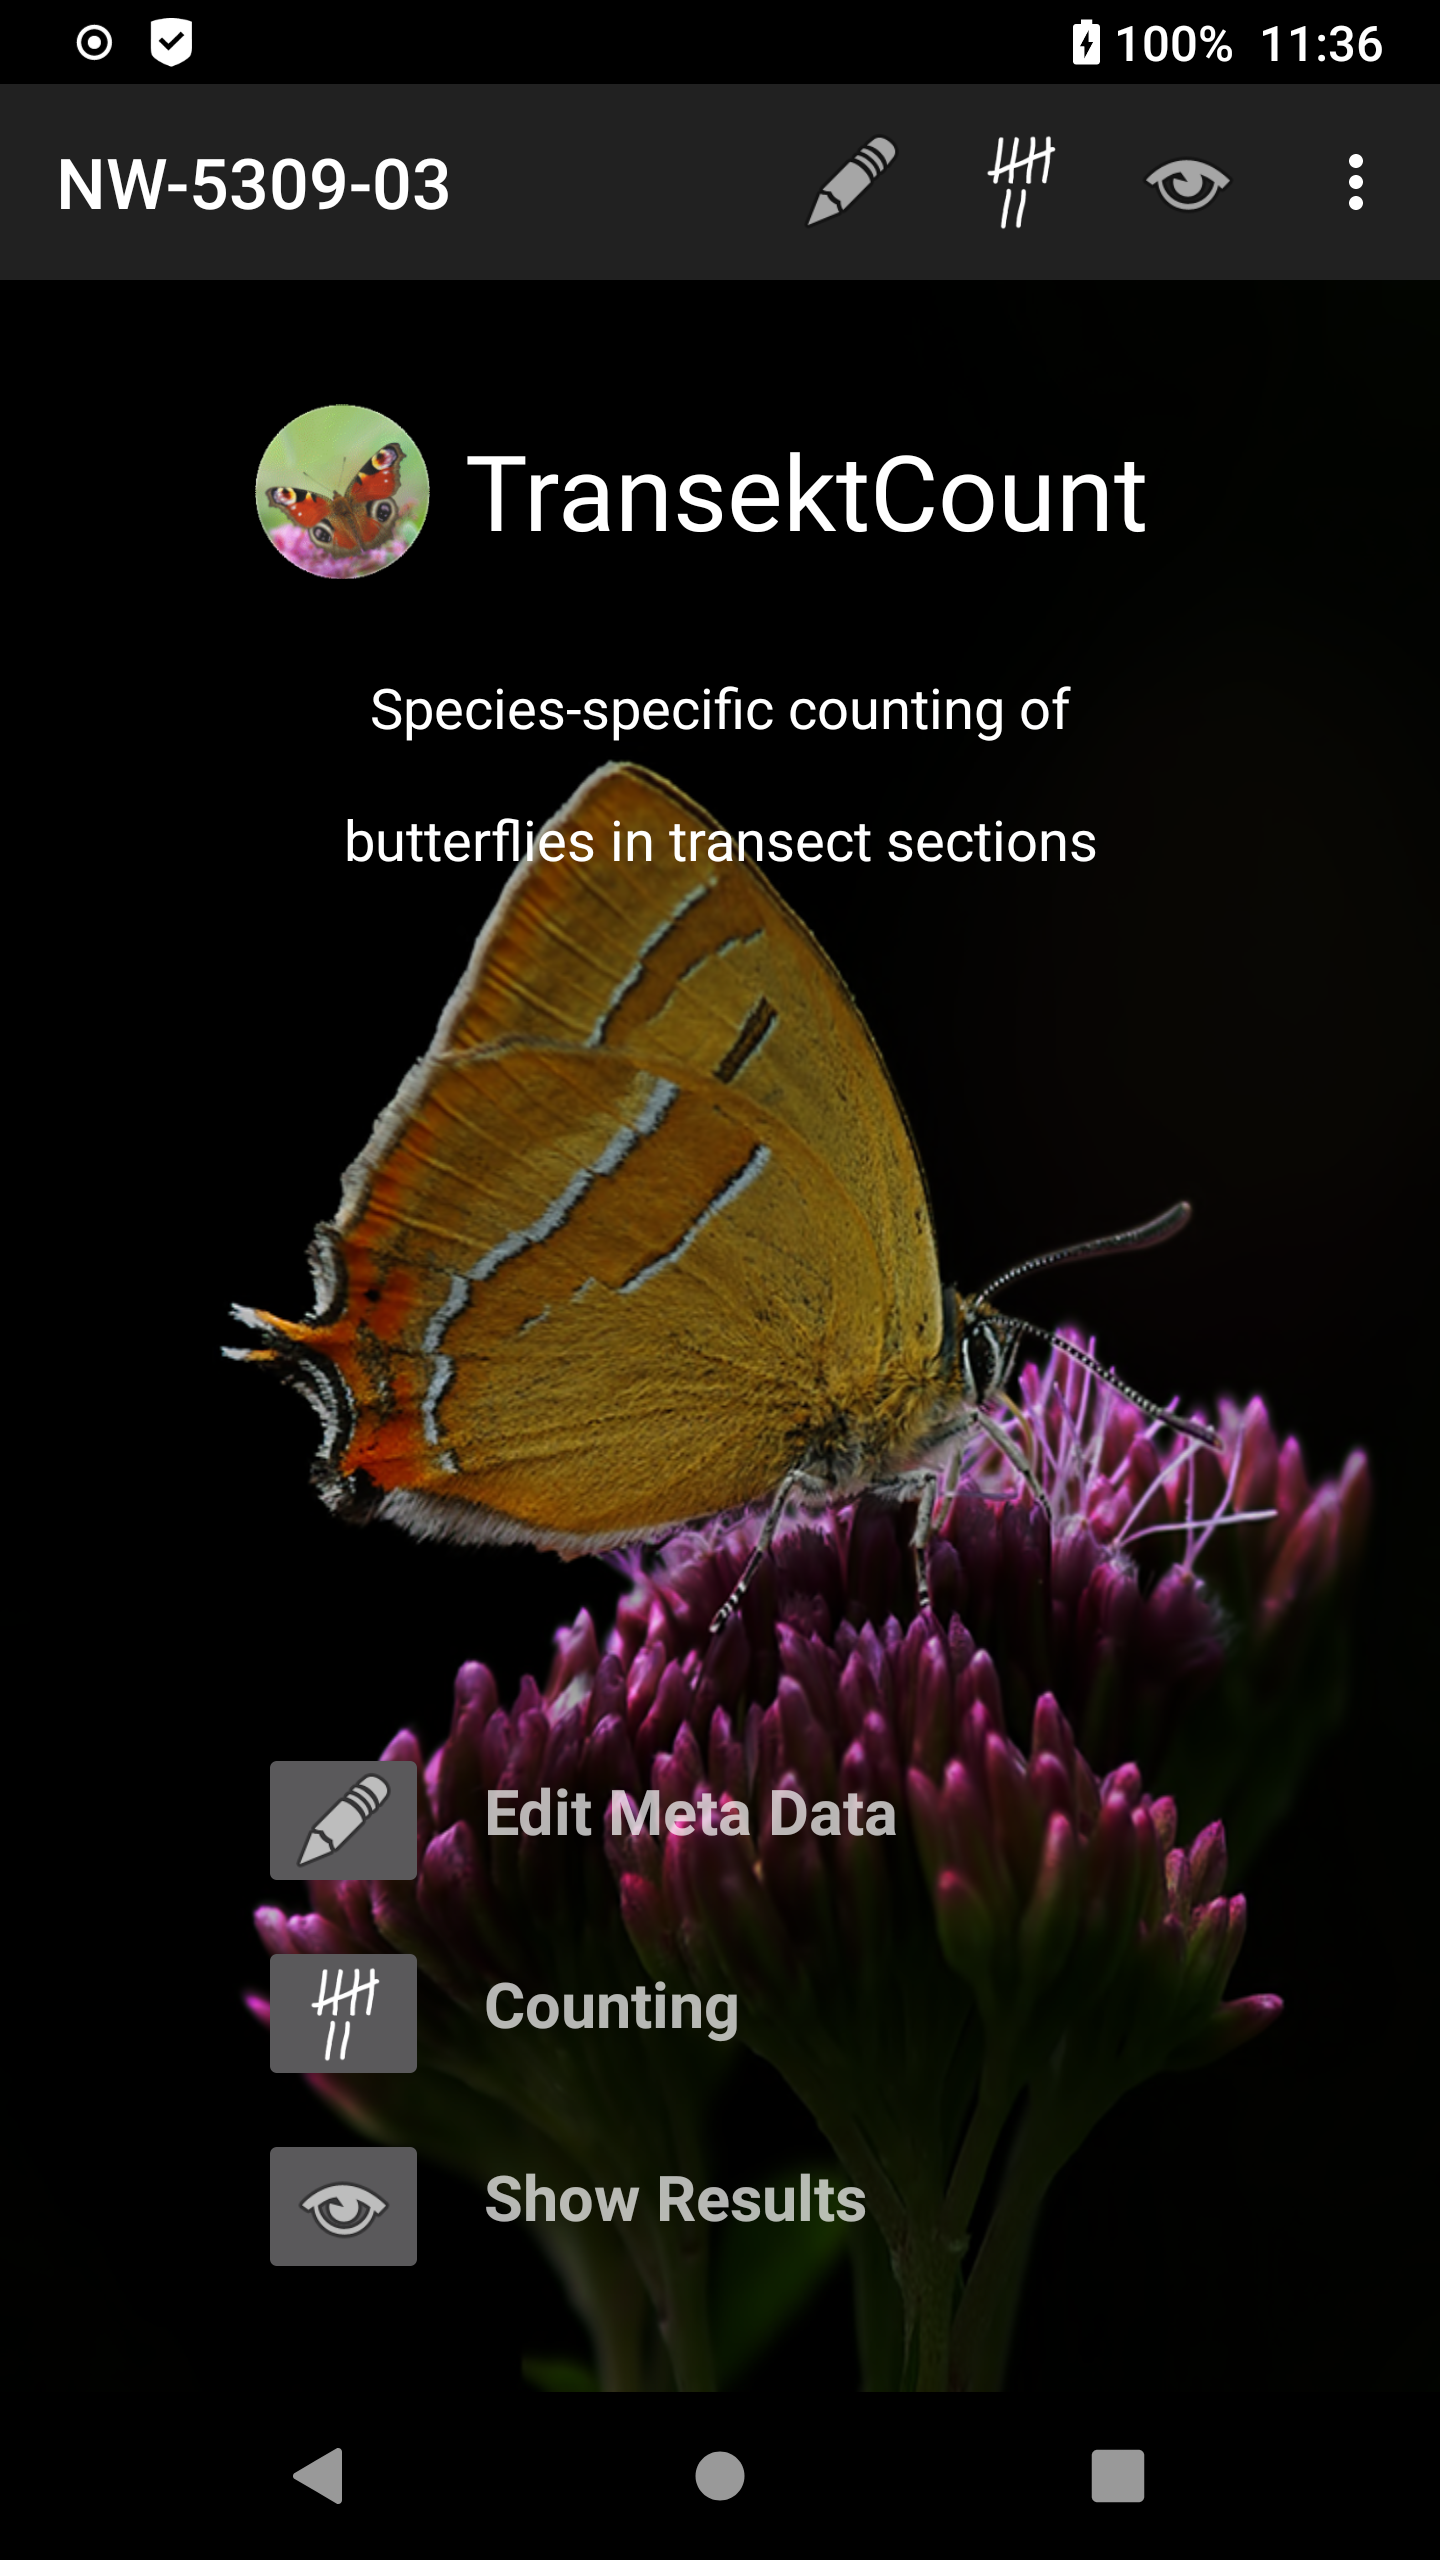 100% 11:36
NW-5309-03
TransektCount
Species-specific counting of
butterflies in transect sections
Edit Meta Data
Counting
Show Results